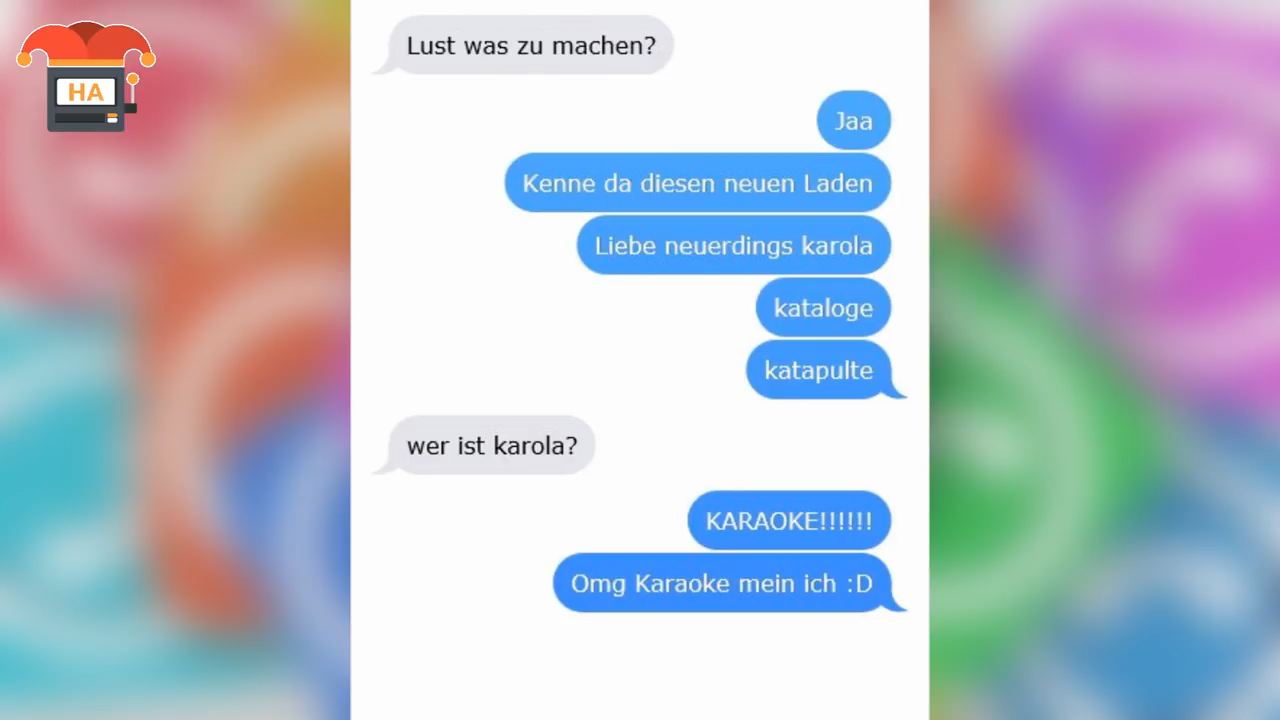 HA
Lust was zu machen?
Jaa
Kenne da diesen neuen Laden
Liebe neuerdings karola
kataloge
katapulte
wer ist karola?
KARAOKE!!!!!!
Omg Karaoke mein ich :D